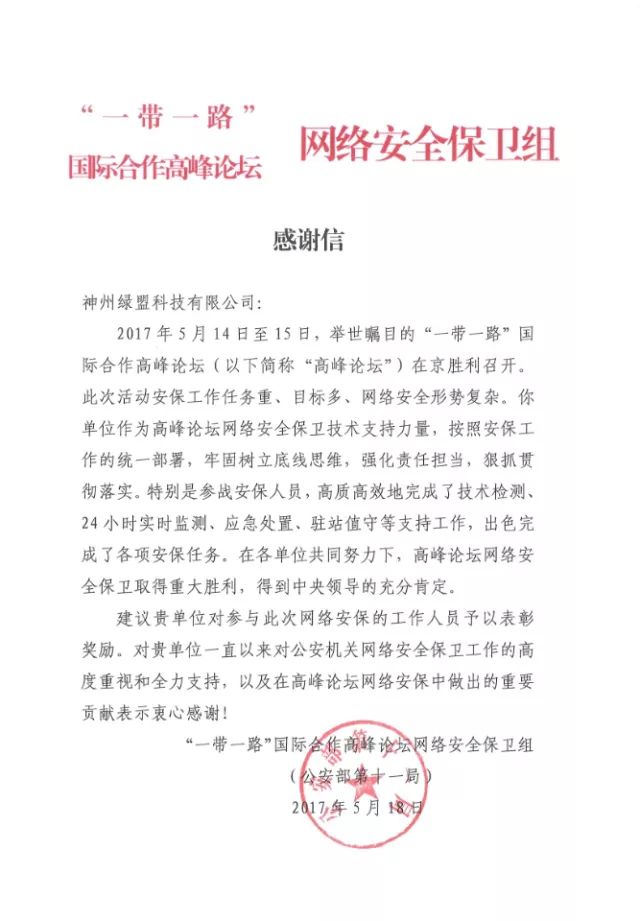 “一带一路”
国际合作高峰论坛
网络安全保卫组
感谢信
神州绿盟科技有限公司：
2017年5月14日至15日，举世瞩目的“一带一路”国
际合作高峰论坛（以下简称“高峰论坛”）在京胜利召开。
此次活动安保工作任务重、目标多、网络安全形势复杂。你
单位作为高峰论坛网络安全保卫技术支持力量，按照安保工
作的统一部署，牢固树立底线思维，强化责任担当，狠抓贯
彻落实。特别是参战安保人员，高质高效地完成了技术检测、
24小时实时监测、应急处置、驻站值守等支持工作，出色完
成了各项安保任务。在各单位共同努力下，高峰论坛网络安
全保卫取得重大胜利，得到中央领导的充分肯定。
建议贵单位对参与此次网络安保的工作人员予以表彰
奖励。对贵单位一直以来对公安机关网络安全保卫工作的高
度重视和全力支持，以及在高峰论坛网络安保中做出的重要
贡献表示衷心感谢！
“一带一路”国际合作高峰论坛网络安全保卫组
（公安部第十一局）
2017年5月18日
公安部第十一局